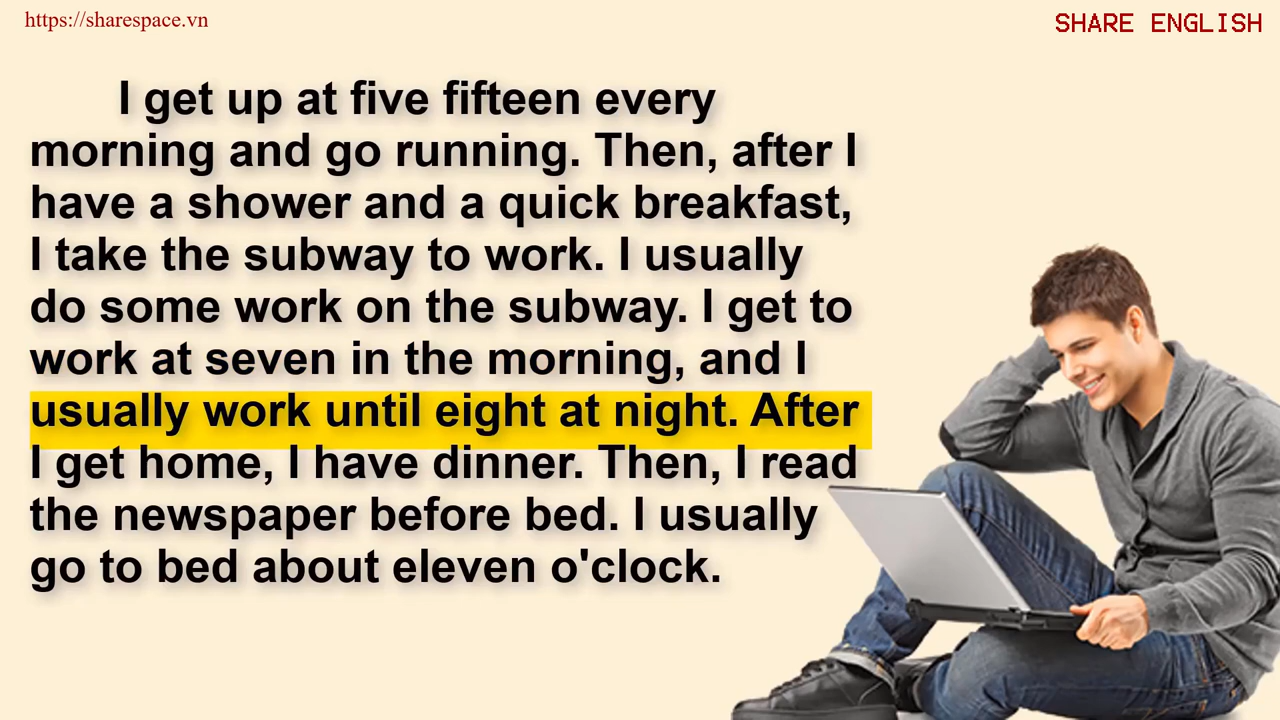 https://sharespace.vn
SHARE ENGLISH
I get up at five fifteen every
morning and go running. Then, after I
have a shower and a quick breakfast,
I take the subway to work. I usually
do some work on the subway. I get to
work at seven in the morning, and I
usually work until eight at night. After
I get home, I have dinner. Then, I read
the newspaper before bed. I usually
go to bed about eleven o'clock.